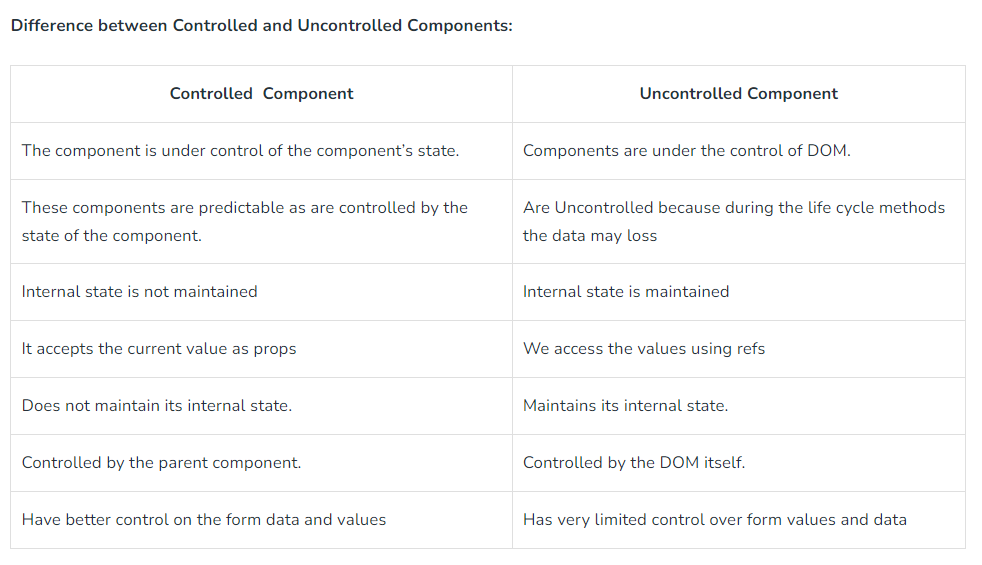 Difference between Controlled and Uncontrolled Components:
Controlled  Component
Uncontrolled Component
The component is under control of the component’s state.
Components are under the control of DOM.
These components are predictable as are controlled by the
state of the component.
Are Uncontrolled because during the life cycle methods
the data may loss
Internal state is not maintained
Internal state is maintained
It accepts the current value as props
We access the values using refs
Does not maintain its internal state.
Maintains its internal state.
Controlled by the parent component.
Controlled by the DOM itself.
Have better control on the form data and values
Has very limited control over form values and data